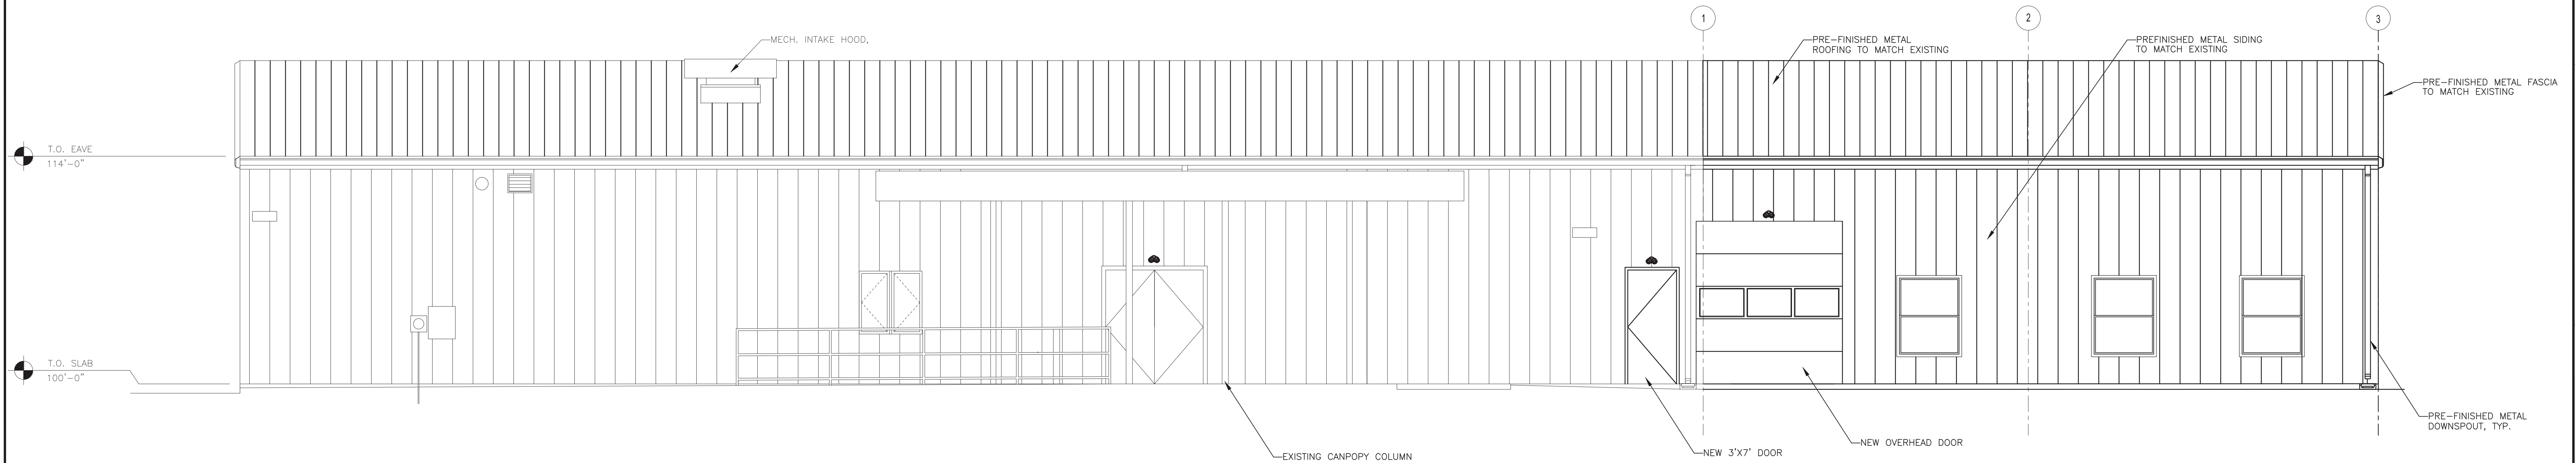 1
2
3
MECH. INTAKE HOOD,
PRE-FINISHED METAL
ROOFING TO MATCH EXISTING
PREFINISHED METAL SIDING
TO MATCH EXISTING
PRE-FINISHED METAL FASCIA
TO MATCH EXISTING
T.O. EAVE
114'-0"
T.O. SLAB
100'-0"
PRE-FINISHED METAL
DOWNSPOUT, TYP.
NEW OVERHEAD DOOR
NEW 3'X7' DOOR
EXISTING CANPOPY COLUMN